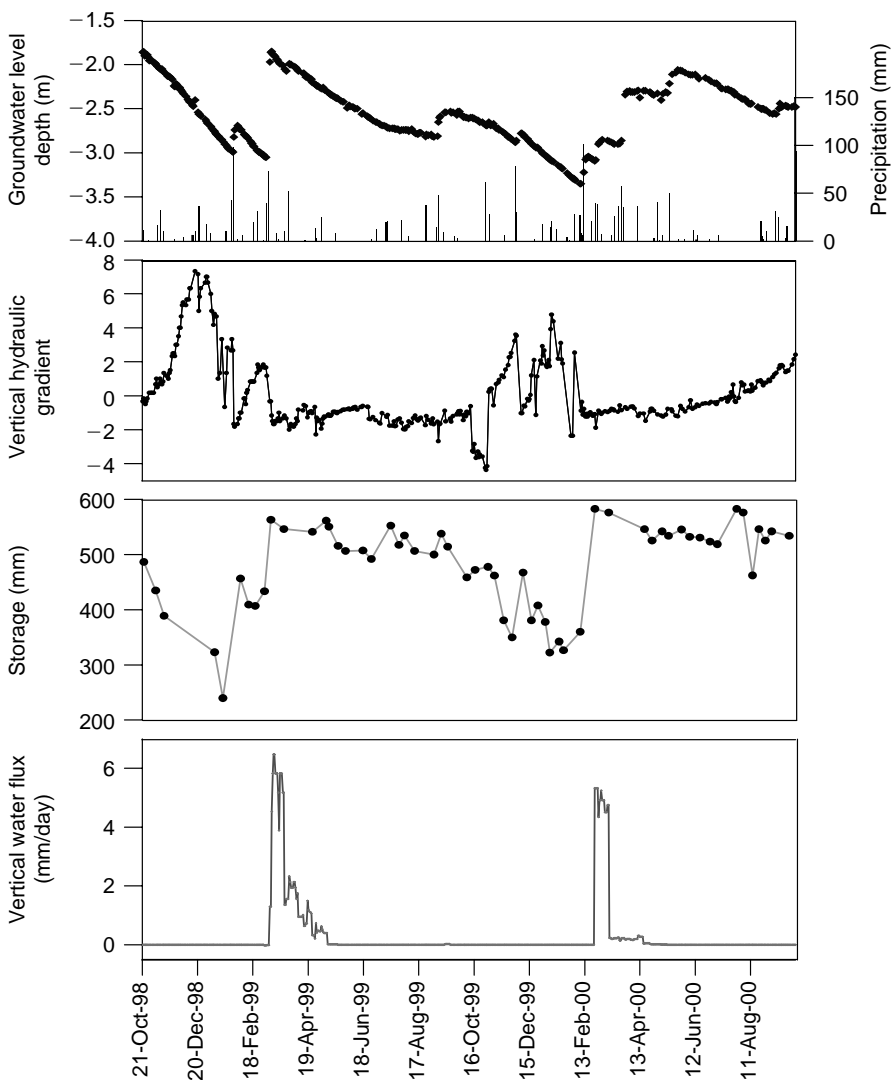 −1.5
−2.0
−2.5
−3.0
−3.5
−4.0
Groundwater level
depth (m)
150
100
50
0
Precipitation (mm)
8
6
4
2
0
−2
−4
Vertical hydraulic
gradient
600
500
400
300
200
Storage (mm)
6
4
2
0
Vertical water flux
(mm/day)
21-Oct-98
20-Dec-98
18-Feb-99
19-Apr-99
18-Jun-99
17-Aug-99
16-Oct-99
15-Dec-99
13-Feb-00
13-Apr-00
12-Jun-00
11-Aug-00